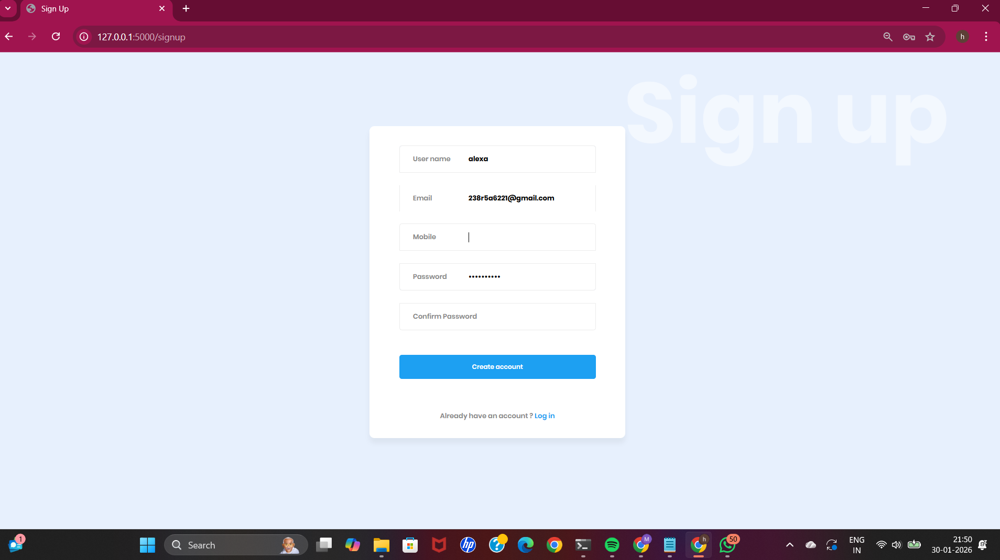 Sign Up
127.0.0.1:5000/signup
h
Sign up
User name alexa
Email 238r5a6221@gmail.com
Mobile
Password ••••••••••
Confirm Password
Create account
Already have an account ? Log in
1
Search
hp
?
M
h
50
ENG
IN
21:50
30-01-2026